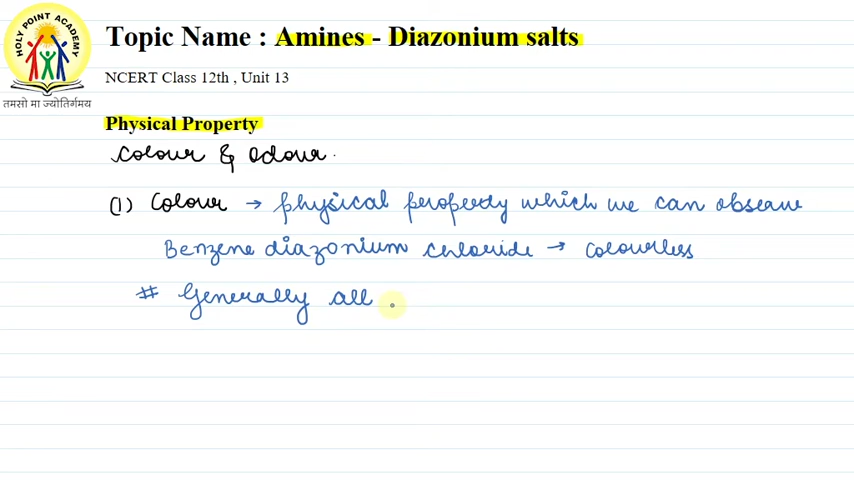 HOLY POINT ACADEMY
तमसो मा ज्योतिर्गमय
Topic Name : Amines - Diazonium salts
NCERT Class 12th , Unit 13
Physical Property
Colour & Odour.
(1) Colour → physical property which we can observe
Benzene diazonium chloride → colourless
# Generally all